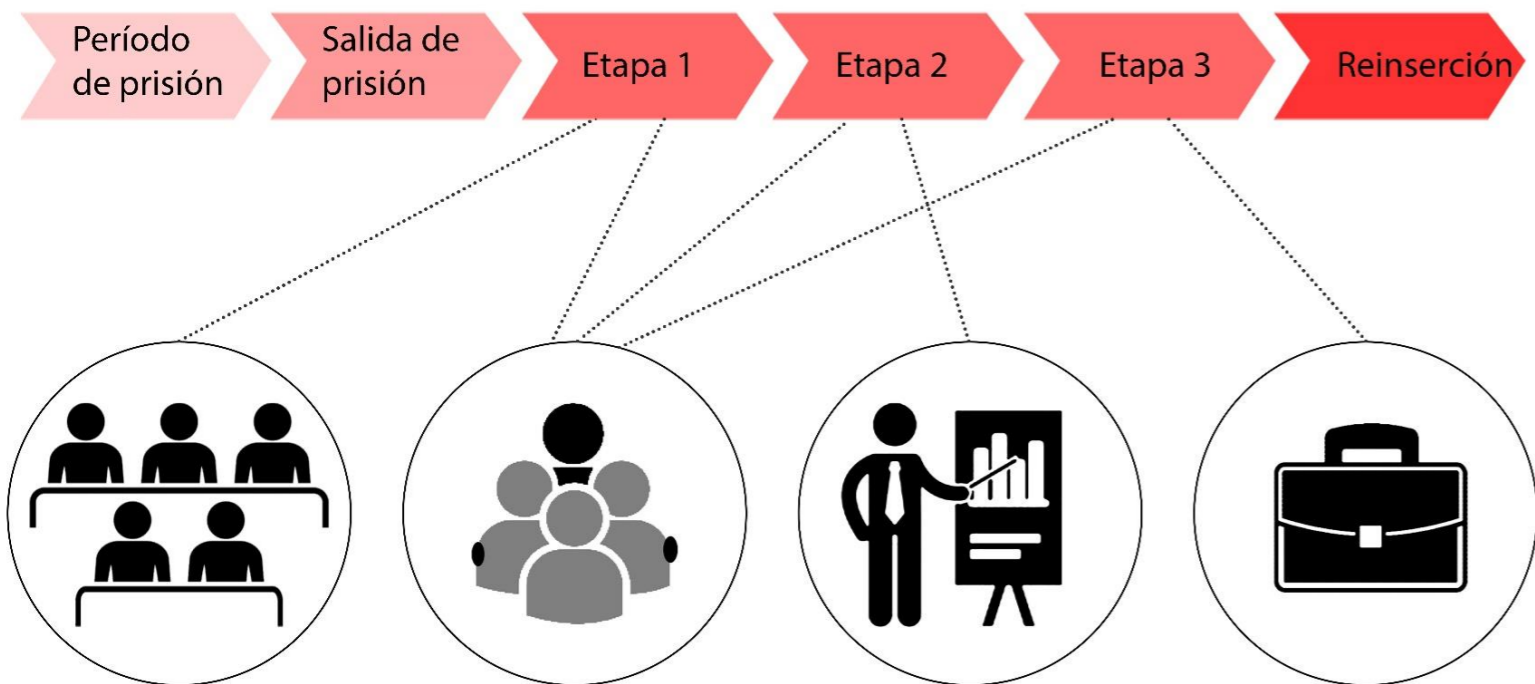 Período
de prisión
Salida de
prisión
Etapa 1
Etapa 2
Etapa 3
Reinserción